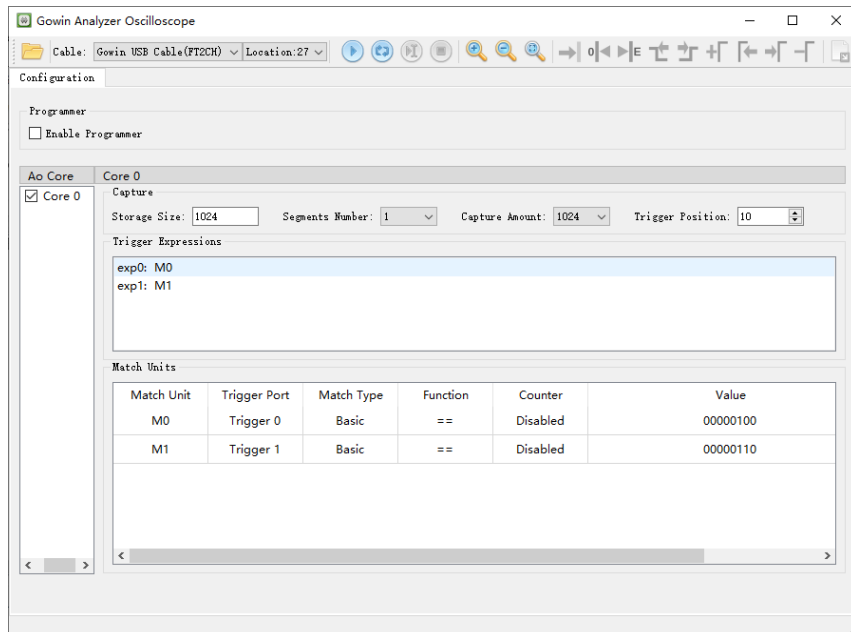 Gowin Analyzer Oscilloscope
Cable: Gowin USB Cable(FT2CH) Location:27
Configuration
Programmer
Enable Programmer
Ao Core Core 0
Core 0
Capture
Storage Size: 1024 Segments Number: 1 Capture Amount: 1024 Trigger Position: 10
Trigger Expressions
exp0: M0
exp1: M1
Match Units
Match Unit Trigger Port Match Type Function Counter Value
M0 Trigger 0 Basic == Disabled 00000100
M1 Trigger 1 Basic == Disabled 00000110